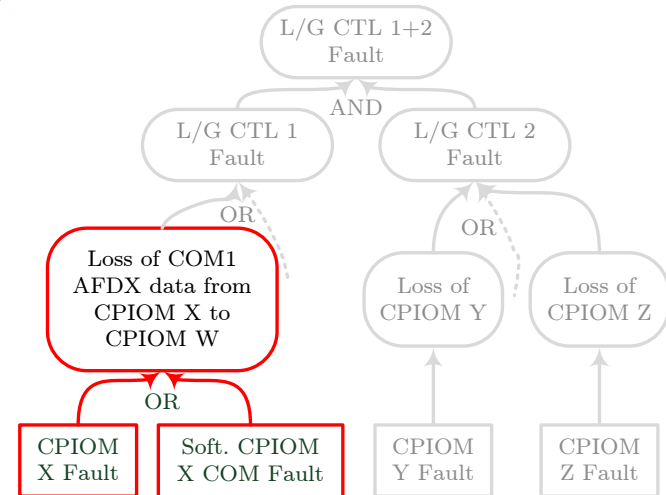 L/G CTL 1+2
Fault
AND
L/G CTL 1
Fault
L/G CTL 2
Fault
OR
OR
Loss of COM1
AFDX data from
CPIOM X to
CPIOM W
Loss of
CPIOM Y
Loss of
CPIOM Z
OR
CPIOM
X Fault
Soft. CPIOM
X COM Fault
CPIOM
Y Fault
CPIOM
Z Fault